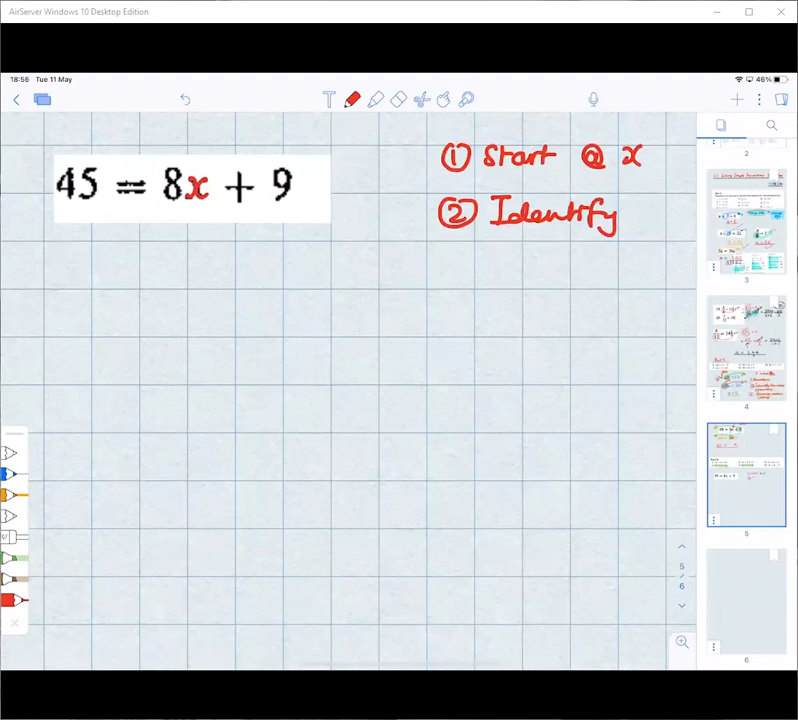 AirServer Windows 10 Desktop Edition
18:56 Tue 11 May
46%
45 = 8x + 9
① Start @ x
② Identify
2
3
4
5
6
5
/
6